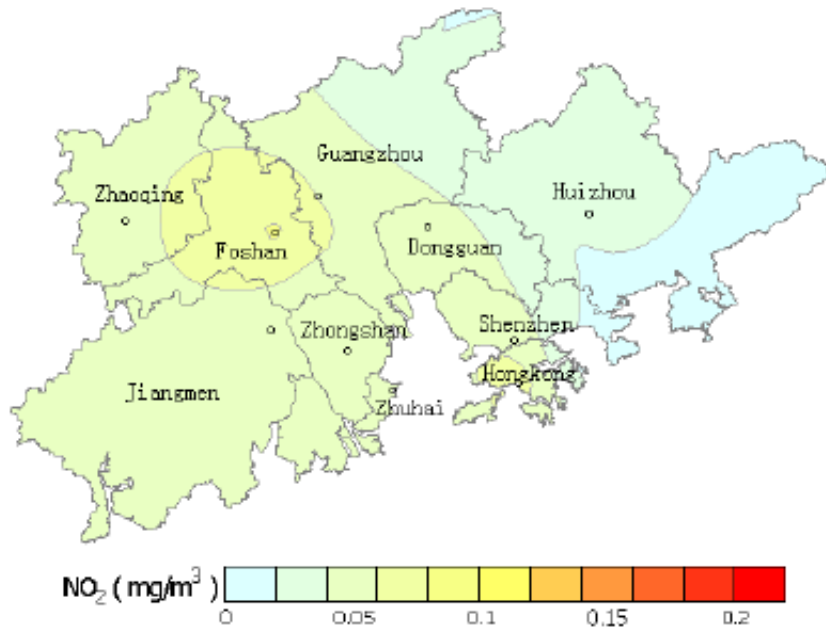 Guangzhou
Zhaoqing
Huizhou
Foshan
Dongguan
Zhongshan
Shenzhen
Hongkong
Jiangmen
Zhuhai
NO₂ ( mg/m³ )
0 0.05 0.1 0.15 0.2